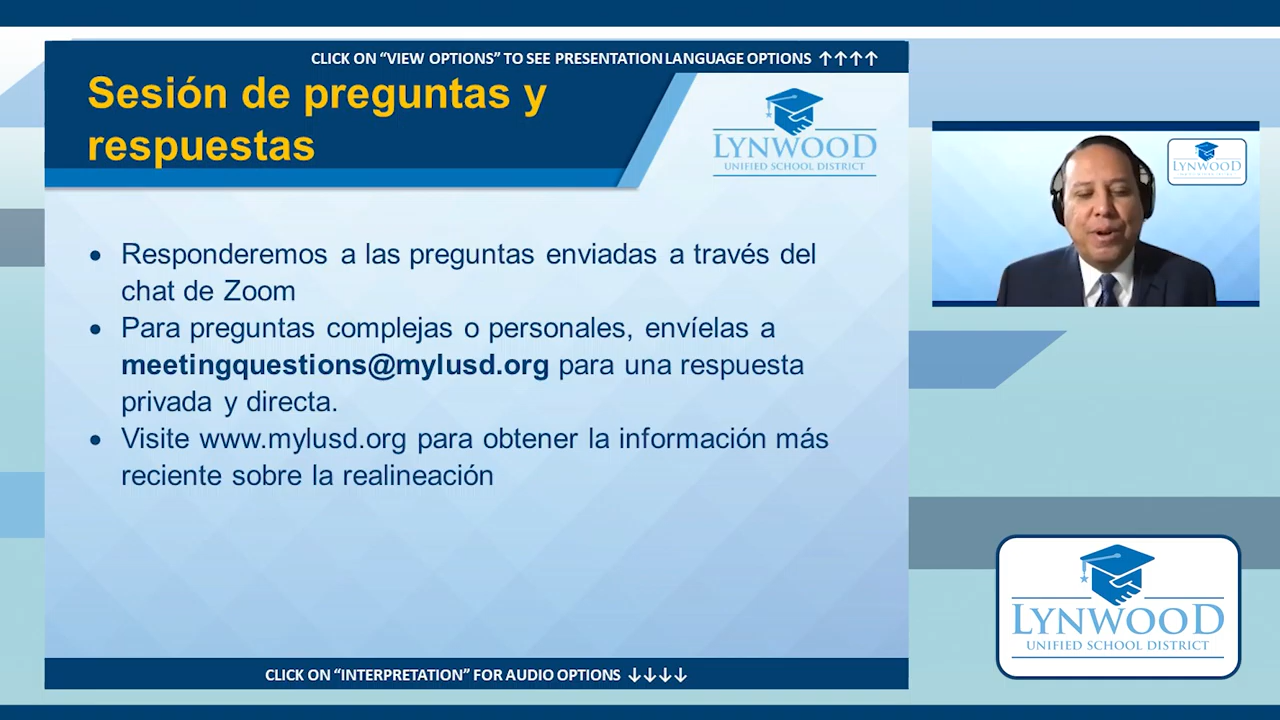 CLICK ON “VIEW OPTIONS” TO SEE PRESENTATION LANGUAGE OPTIONS ↑↑↑↑
Sesión de preguntas y
respuestas
LYNWOOD
UNIFIED SCHOOL DISTRICT
• Responderemos a las preguntas enviadas a través del
chat de Zoom
• Para preguntas complejas o personales, envíelas a
meetingquestions@mylusd.org para una respuesta
privada y directa.
• Visite www.mylusd.org para obtener la información más
reciente sobre la realineación
CLICK ON “INTERPRETATION” FOR AUDIO OPTIONS ↓↓↓↓
LYNWOOD
LYNWOOD
UNIFIED SCHOOL DISTRICT